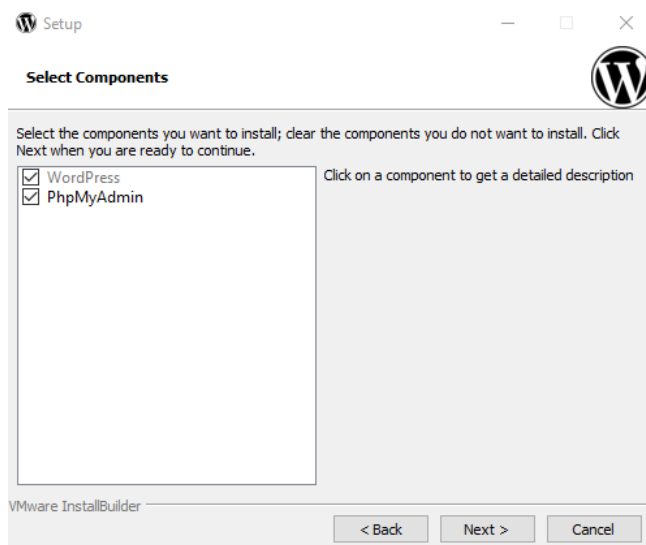 Setup
Select Components
Select the components you want to install; clear the components you do not want to install. Click
Next when you are ready to continue.
WordPress
PhpMyAdmin
Click on a component to get a detailed description
VMware InstallBuilder
< Back
Next >
Cancel